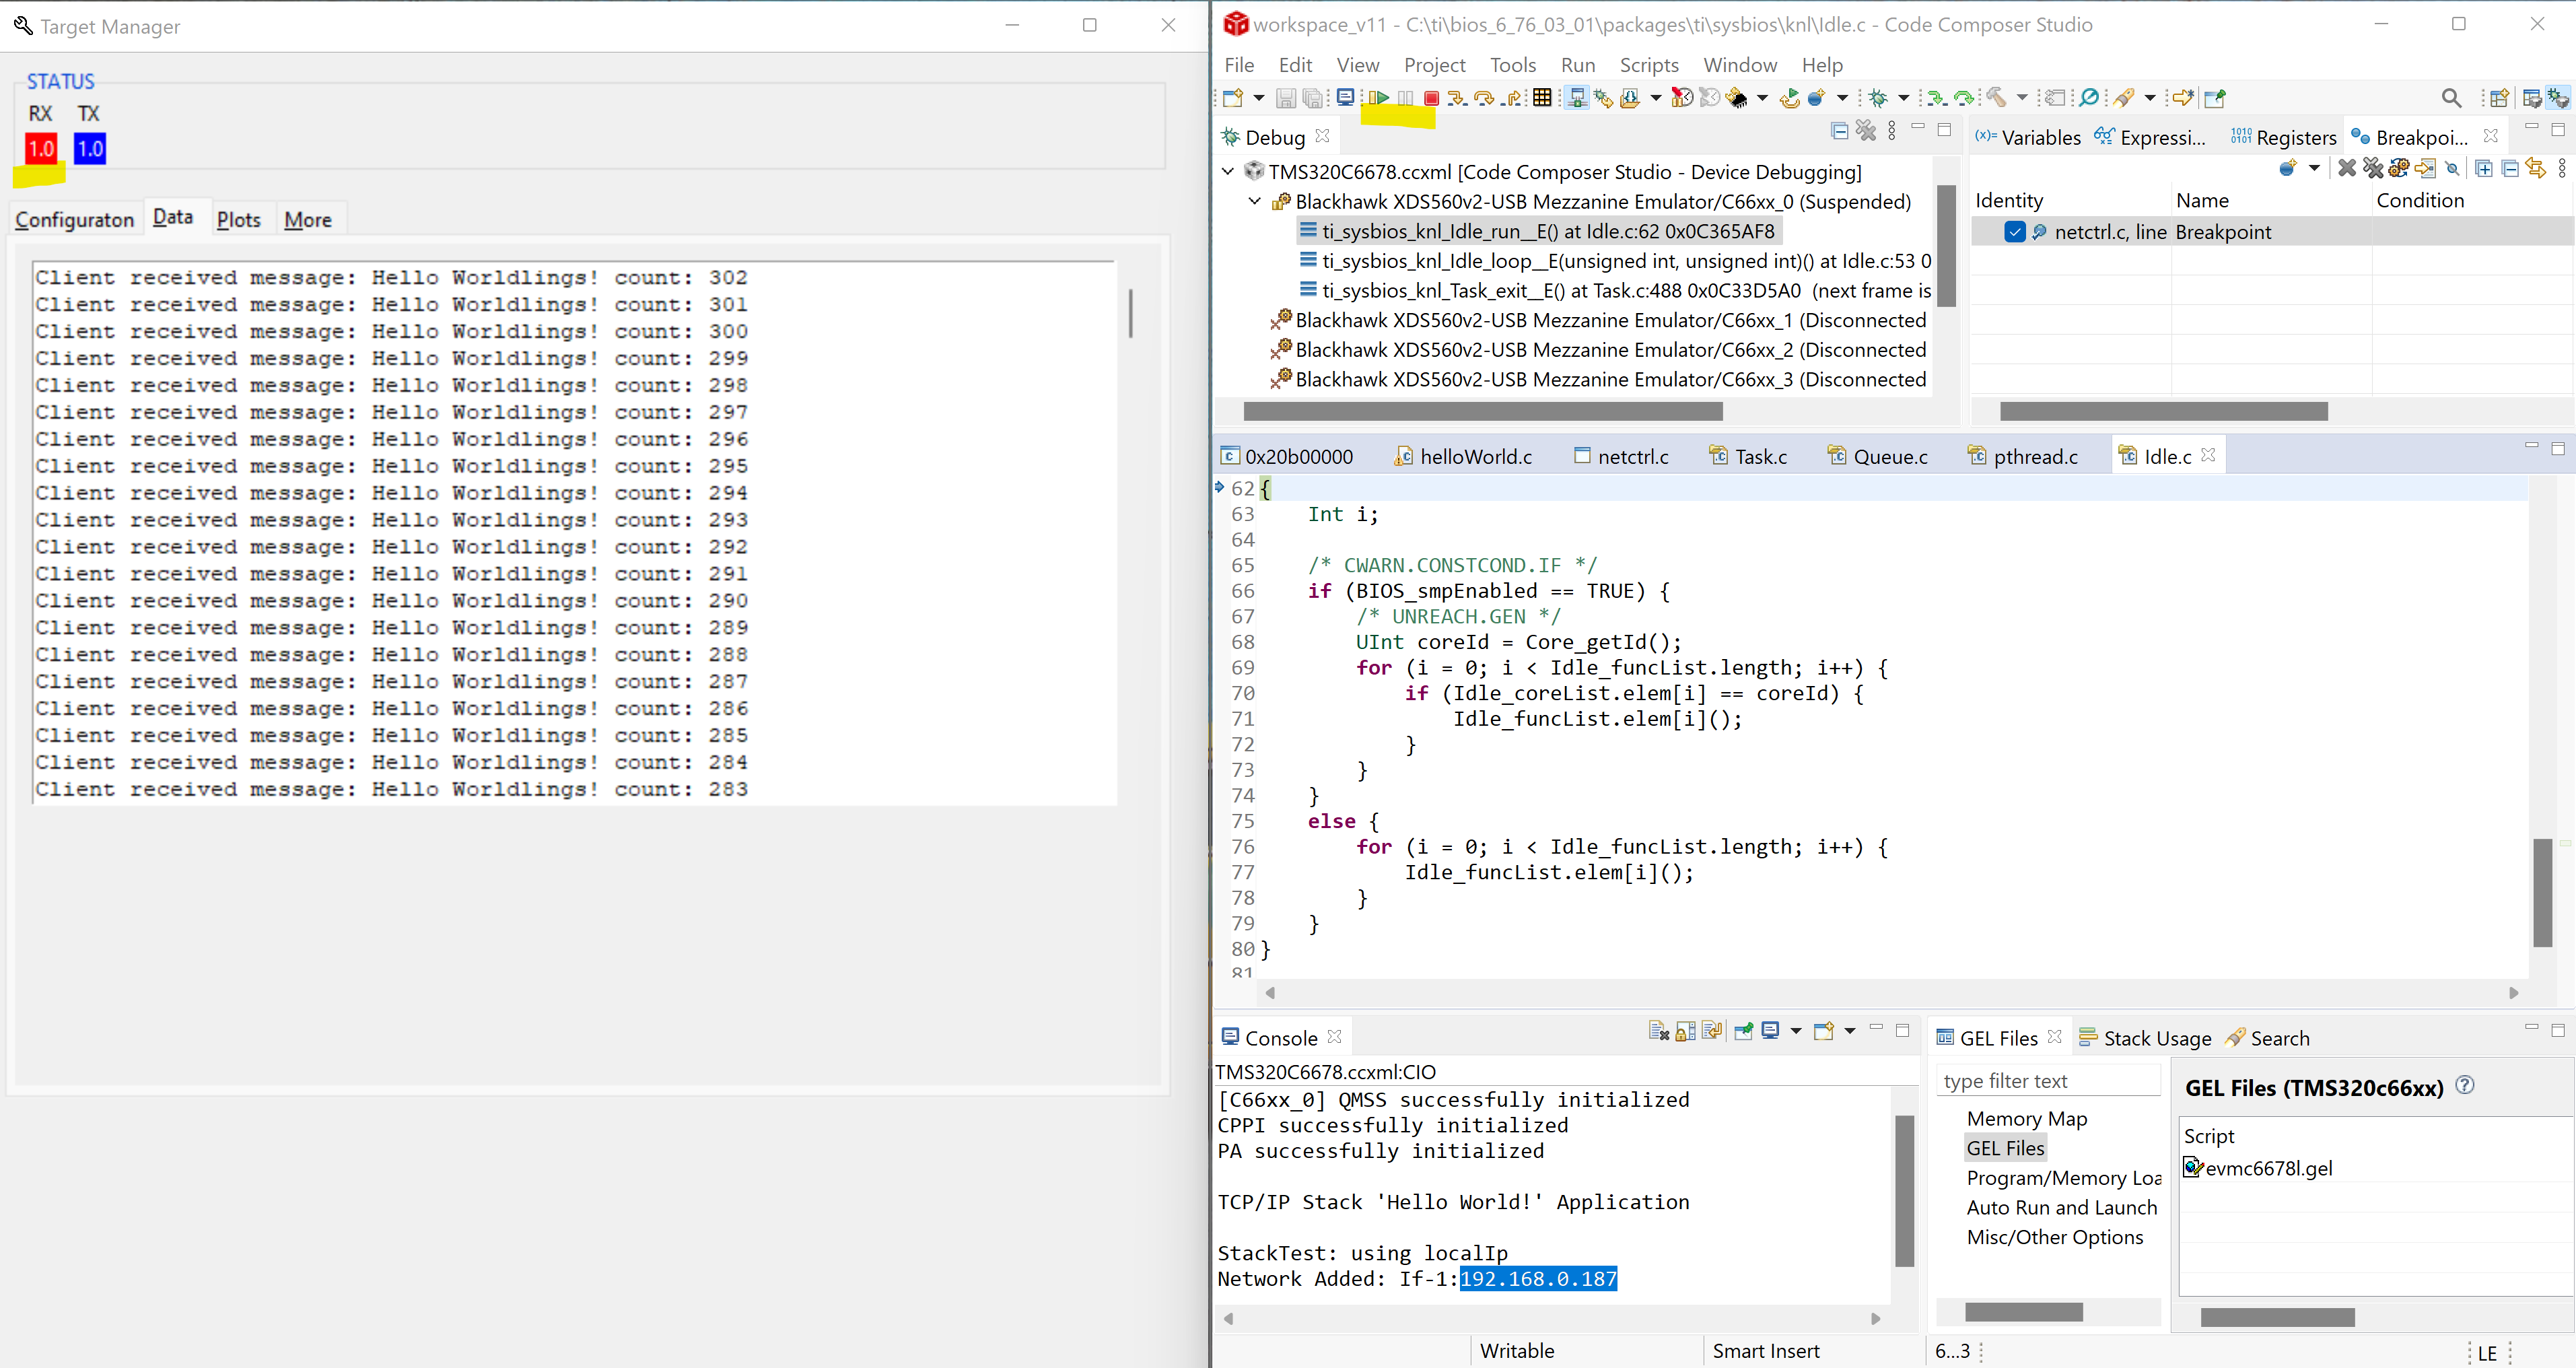 Target Manager
STATUS
RX TX
1.0 1.0
Configuraton Data Plots More
Client received message: Hello Worldlings! count: 302
Client received message: Hello Worldlings! count: 301
Client received message: Hello Worldlings! count: 300
Client received message: Hello Worldlings! count: 299
Client received message: Hello Worldlings! count: 298
Client received message: Hello Worldlings! count: 297
Client received message: Hello Worldlings! count: 296
Client received message: Hello Worldlings! count: 295
Client received message: Hello Worldlings! count: 294
Client received message: Hello Worldlings! count: 293
Client received message: Hello Worldlings! count: 292
Client received message: Hello Worldlings! count: 291
Client received message: Hello Worldlings! count: 290
Client received message: Hello Worldlings! count: 289
Client received message: Hello Worldlings! count: 288
Client received message: Hello Worldlings! count: 287
Client received message: Hello Worldlings! count: 286
Client received message: Hello Worldlings! count: 285
Client received message: Hello Worldlings! count: 284
Client received message: Hello Worldlings! count: 283
workspace_v11 - C:\ti\bios_6_76_03_01\packages\ti\sysbios\knl\Idle.c - Code Composer Studio
File Edit View Project Tools Run Scripts Window Help
Debug
TMS320C6678.ccxml [Code Composer Studio - Device Debugging]
Blackhawk XDS560v2-USB Mezzanine Emulator/C66xx_0 (Suspended)
ti_sysbios_knl_Idle_run__E() at Idle.c:62 0x0C365AF8
ti_sysbios_knl_Idle_loop__E(unsigned int, unsigned int)() at Idle.c:53 0
ti_sysbios_knl_Task_exit__E() at Task.c:488 0x0C33D5A0 (next frame is
Blackhawk XDS560v2-USB Mezzanine Emulator/C66xx_1 (Disconnected
Blackhawk XDS560v2-USB Mezzanine Emulator/C66xx_2 (Disconnected
Blackhawk XDS560v2-USB Mezzanine Emulator/C66xx_3 (Disconnected
(x)= Variables Expressi... 1010 0101 Registers Breakpoi...
Identity Name Condition
netctrl.c, line Breakpoint
0x20b00000 helloWorld.c netctrl.c Task.c Queue.c pthread.c Idle.c
62 {
63     Int i;
64
65     /* CWARN.CONSTCOND.IF */
66     if (BIOS_smpEnabled == TRUE) {
67         /* UNREACH.GEN */
68         UInt coreId = Core_getId();
69         for (i = 0; i < Idle_funcList.length; i++) {
70             if (Idle_coreList.elem[i] == coreId) {
71                 Idle_funcList.elem[i]();
72             }
73         }
74     }
75     else {
76         for (i = 0; i < Idle_funcList.length; i++) {
77             Idle_funcList.elem[i]();
78         }
79     }
80 }
81
Console
TMS320C6678.ccxml:CIO
[C66xx_0] QMSS successfully initialized
CPPI successfully initialized
PA successfully initialized
TCP/IP Stack 'Hello World!' Application
StackTest: using localIp
Network Added: If-1:192.168.0.187
GEL Files Stack Usage Search
type filter text
Memory Map
GEL Files
Program/Memory Loa
Auto Run and Launch
Misc/Other Options
GEL Files (TMS320c66xx) ?
Script
evmc6678l.gel
Writable Smart Insert 6...3 LE